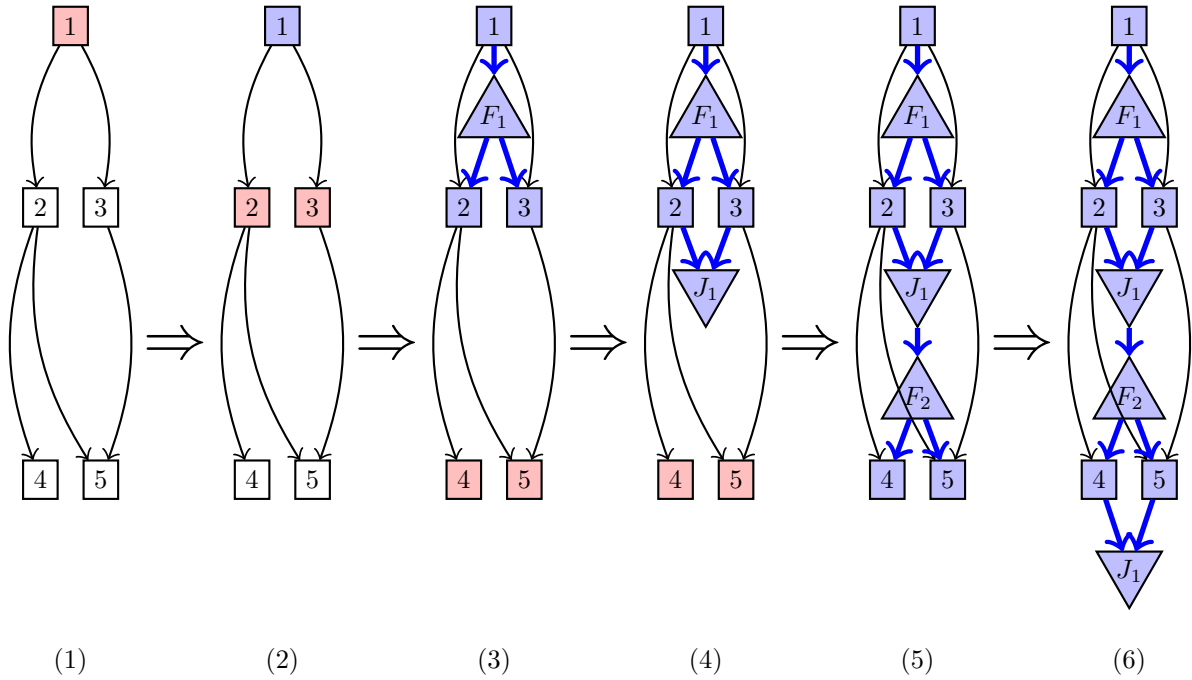 1 1 1 1 1 1
F₁ F₁ F₁ F₁
2 3 2 3 2 3 2 3 2 3 2 3
J₁ J₁ J₁
⇒ ⇒ ⇒ ⇒ ⇒
F₂ F₂
4 5 4 5 4 5 4 5 4 5 4 5
J₁
(1) (2) (3) (4) (5) (6)